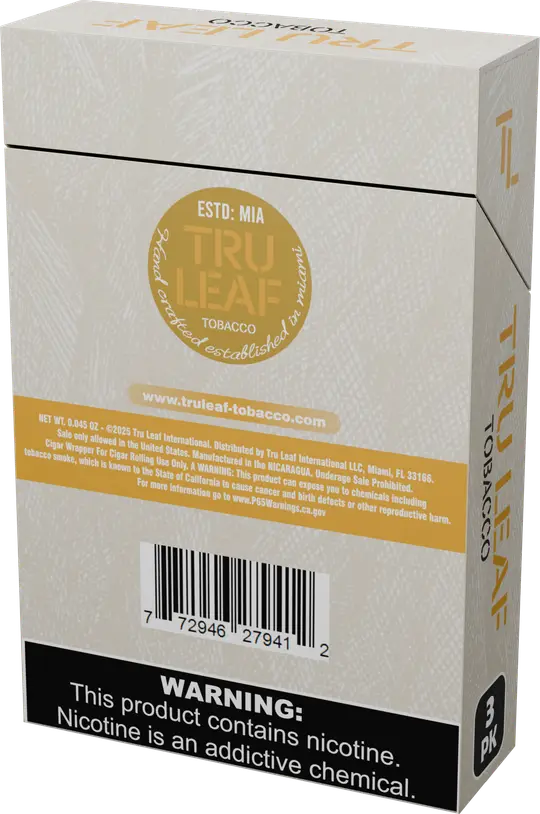 TRU LEAF
TOBACCO
ESTD: MIA
TRU
LEAF
TOBACCO
Hand crafted established in miami
www.truleaf-tobacco.com
NET WT. 0.045 OZ - ©2025 Tru Leaf International. Distributed by Tru Leaf International LLC, Miami, FL 33166.
Sale only allowed in the United States. Manufactured in the NICARAGUA. Underage Sale Prohibited.
Cigar Wrapper For Cigar Rolling Use Only. A WARNING: This product can expose you to chemicals including
tobacco smoke, which is known to the State of California to cause cancer and birth defects or other reproductive harm.
For more information go to www.P65Warnings.ca.gov
7 72946 27941 2
WARNING:
This product contains nicotine.
Nicotine is an addictive chemical.
TRU LEAF
TOBACCO
3
PK